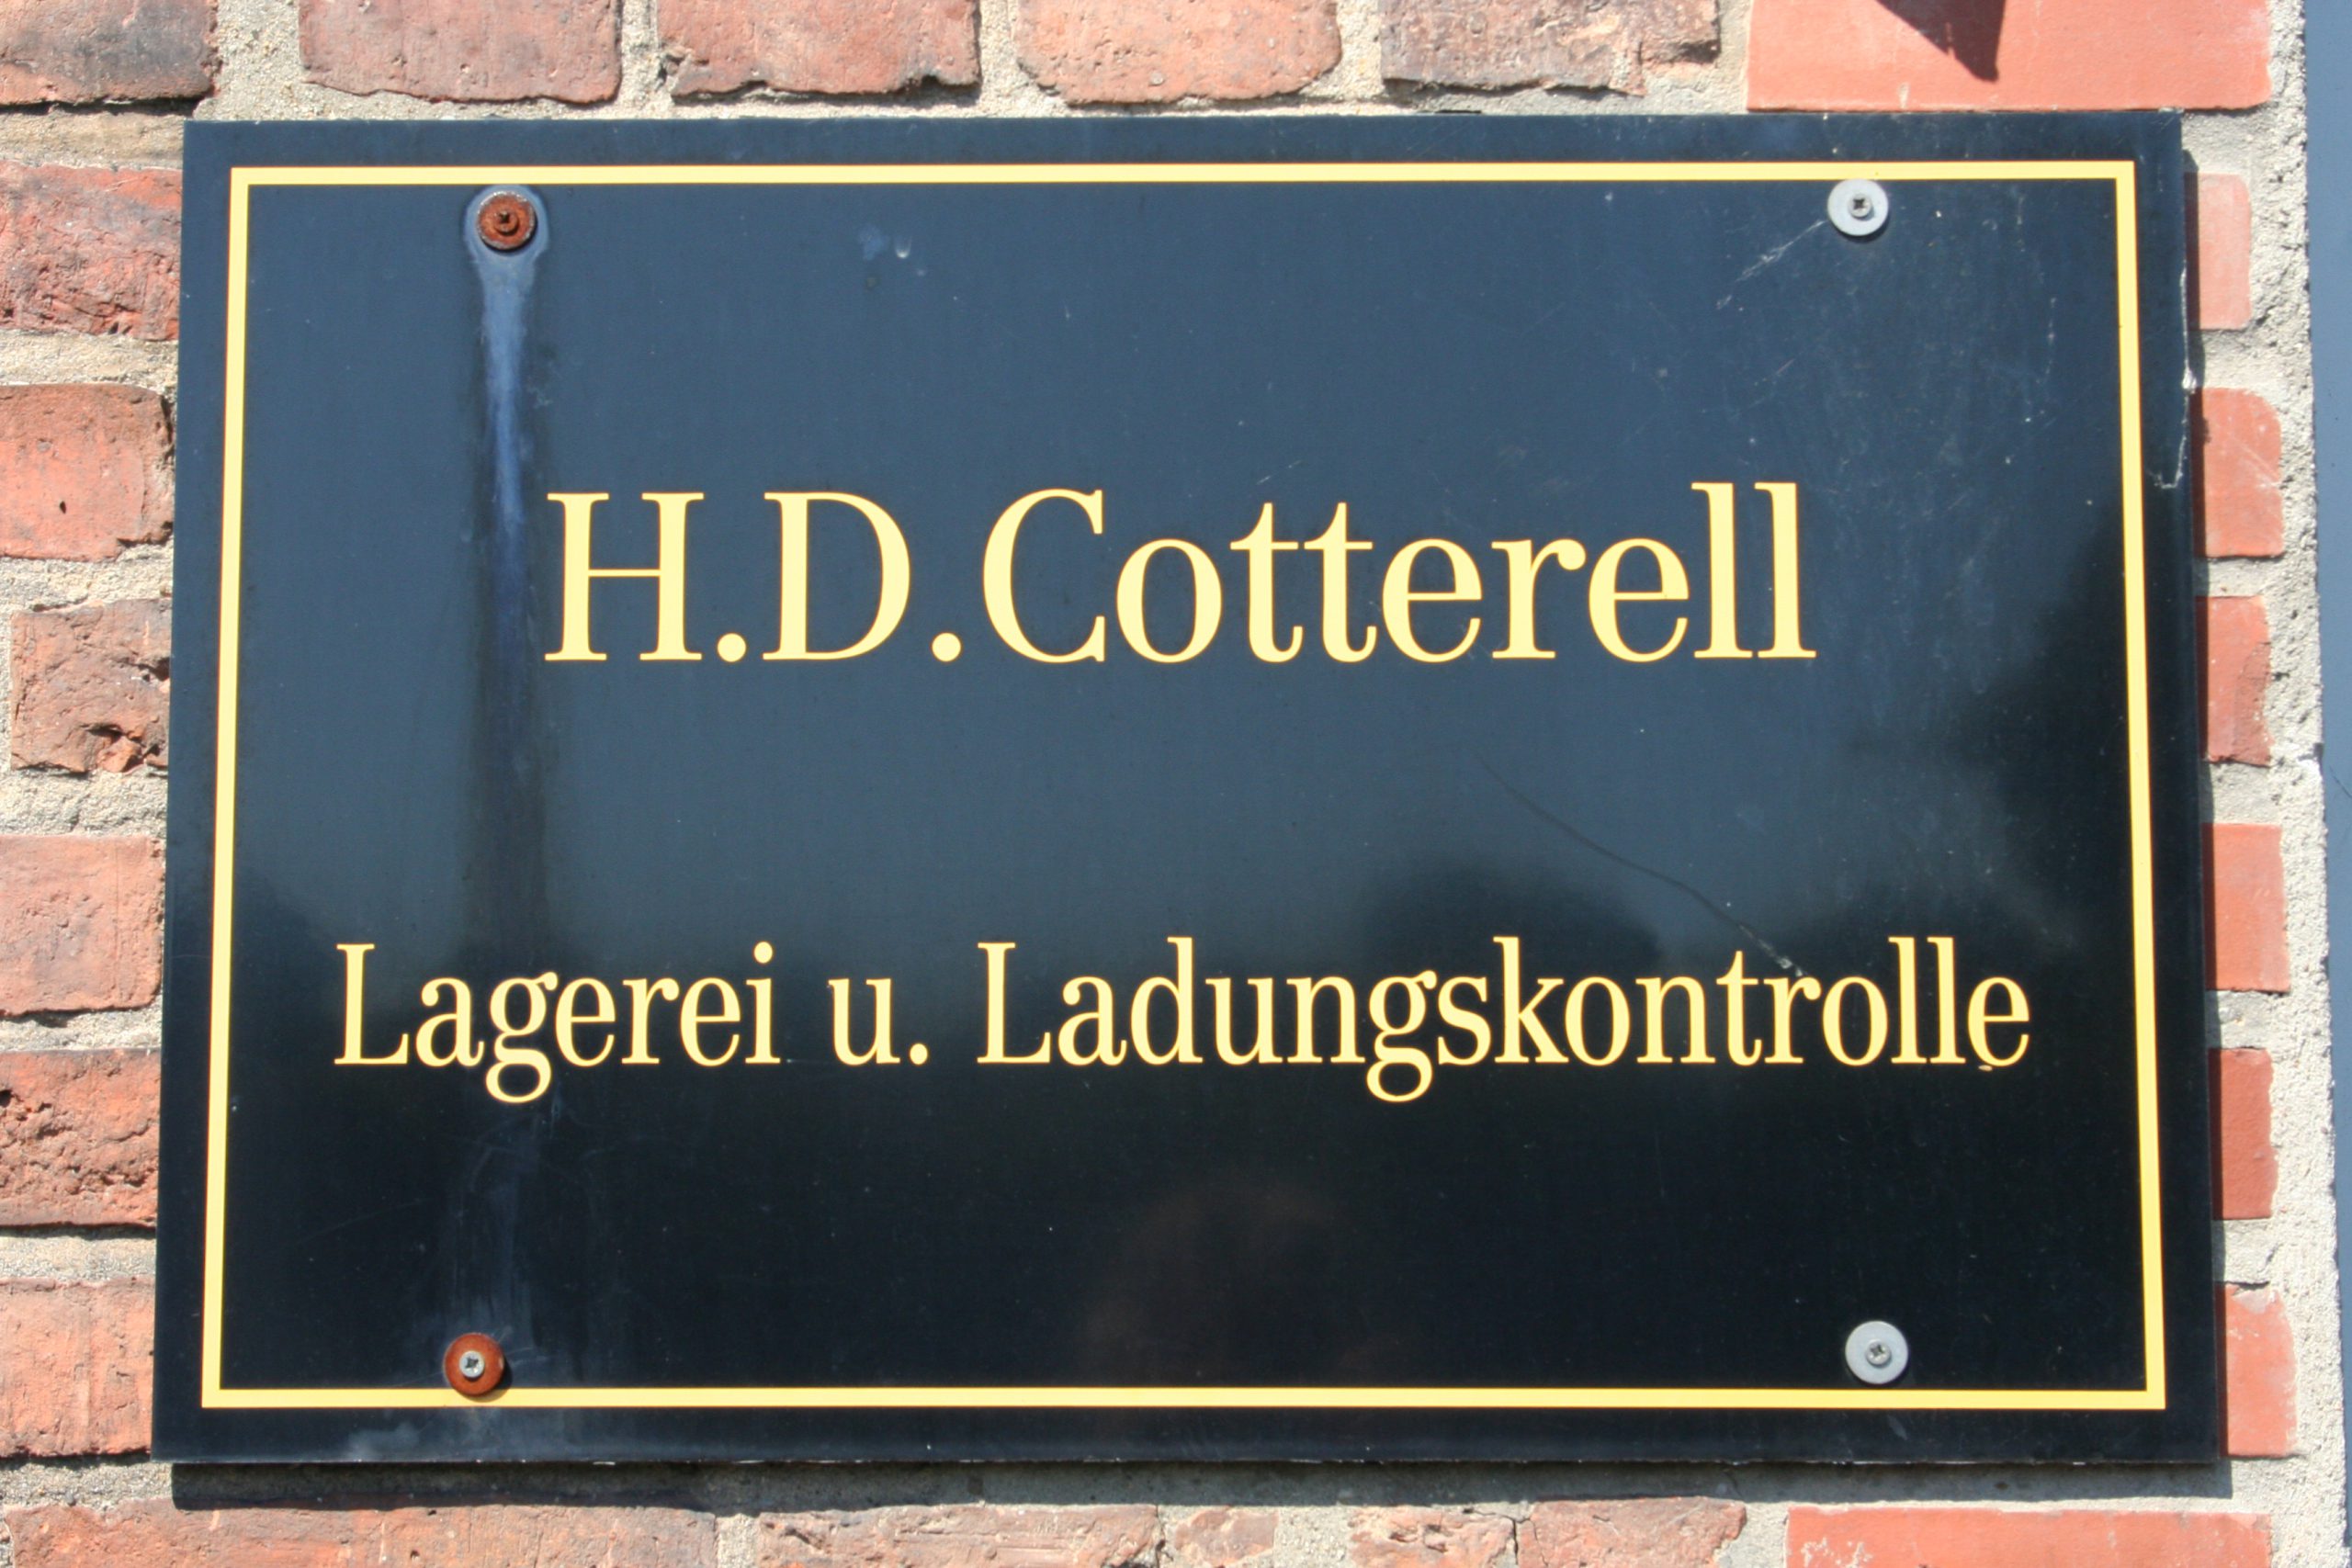 H.D. Cotterell
Lagerei u. Ladungskontrolle